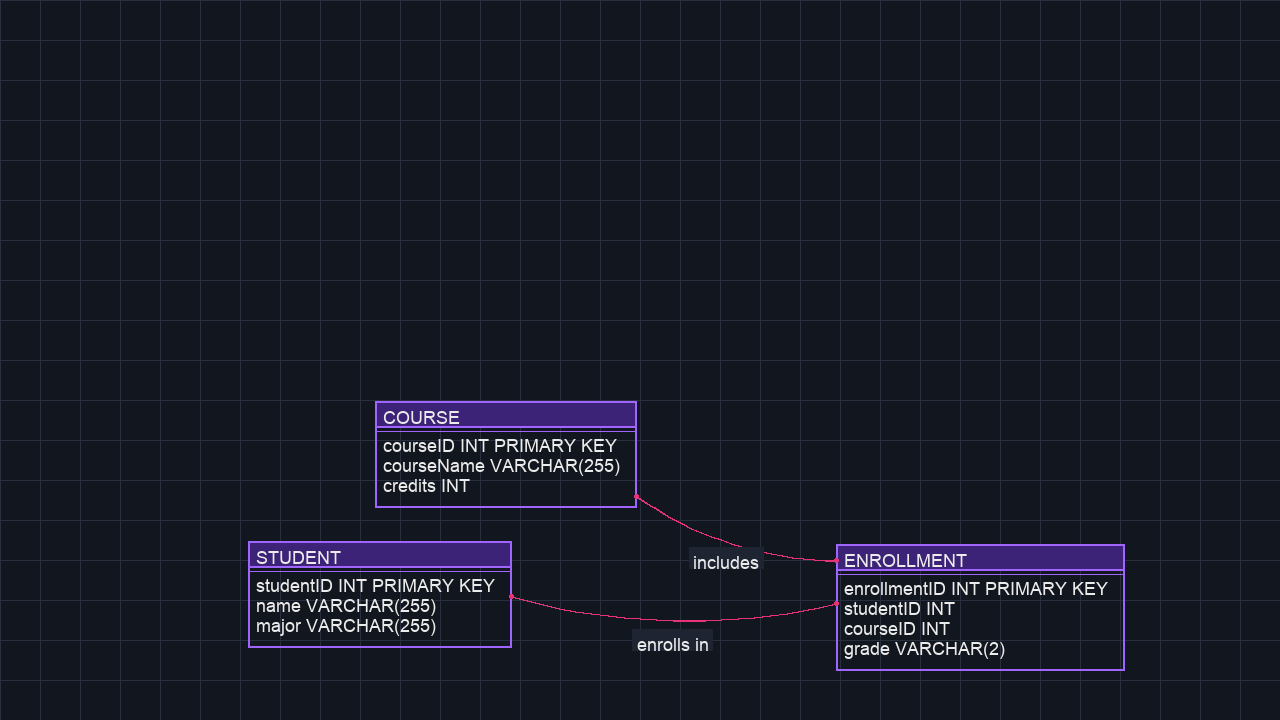 COURSE
courseID INT PRIMARY KEY
courseName VARCHAR(255)
credits INT
STUDENT
studentID INT PRIMARY KEY
name VARCHAR(255)
major VARCHAR(255)
includes
enrolls in
ENROLLMENT
enrollmentID INT PRIMARY KEY
studentID INT
courseID INT
grade VARCHAR(2)